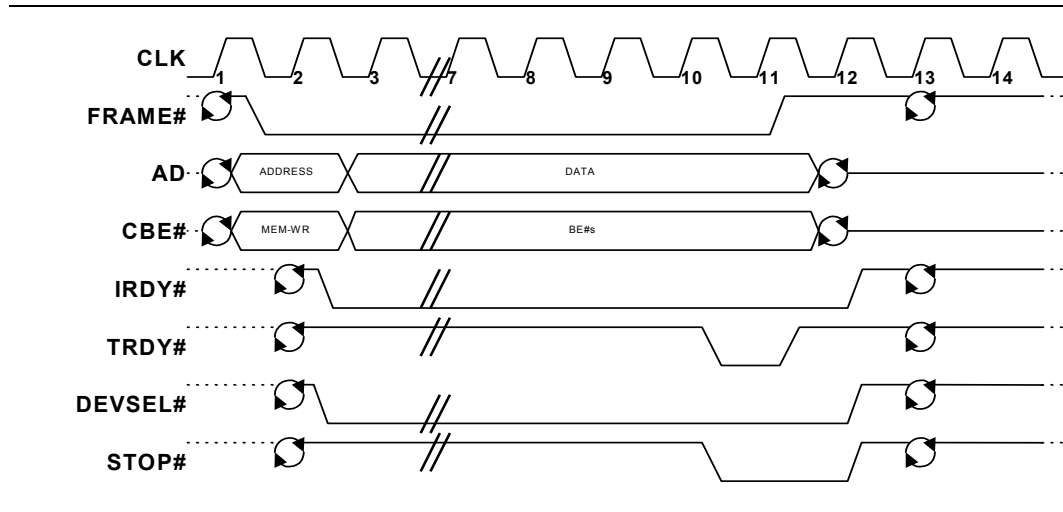 CLK
1 2 3 7 8 9 10 11 12 13 14
FRAME#
AD ADDRESS DATA
CBE# MEM-WR BE#s
IRDY#
TRDY#
DEVSEL#
STOP#